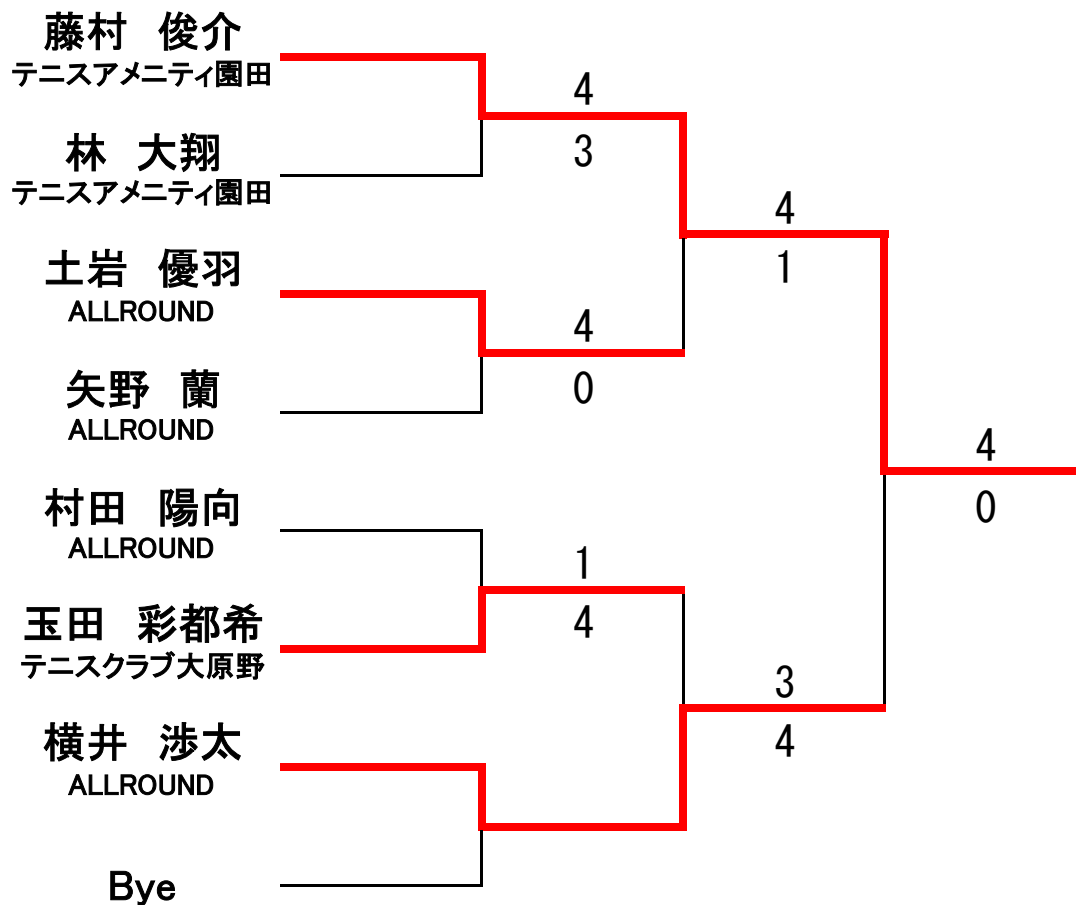 藤村　俊介
テニスアメニティ園田
4
3
林　大翔
テニスアメニティ園田
4
1
土岩　優羽
ALLROUND
4
0
矢野　蘭
ALLROUND
4
0
村田　陽向
ALLROUND
1
4
玉田　彩都希
テニスクラブ大原野
3
4
横井　渉太
ALLROUND
Bye